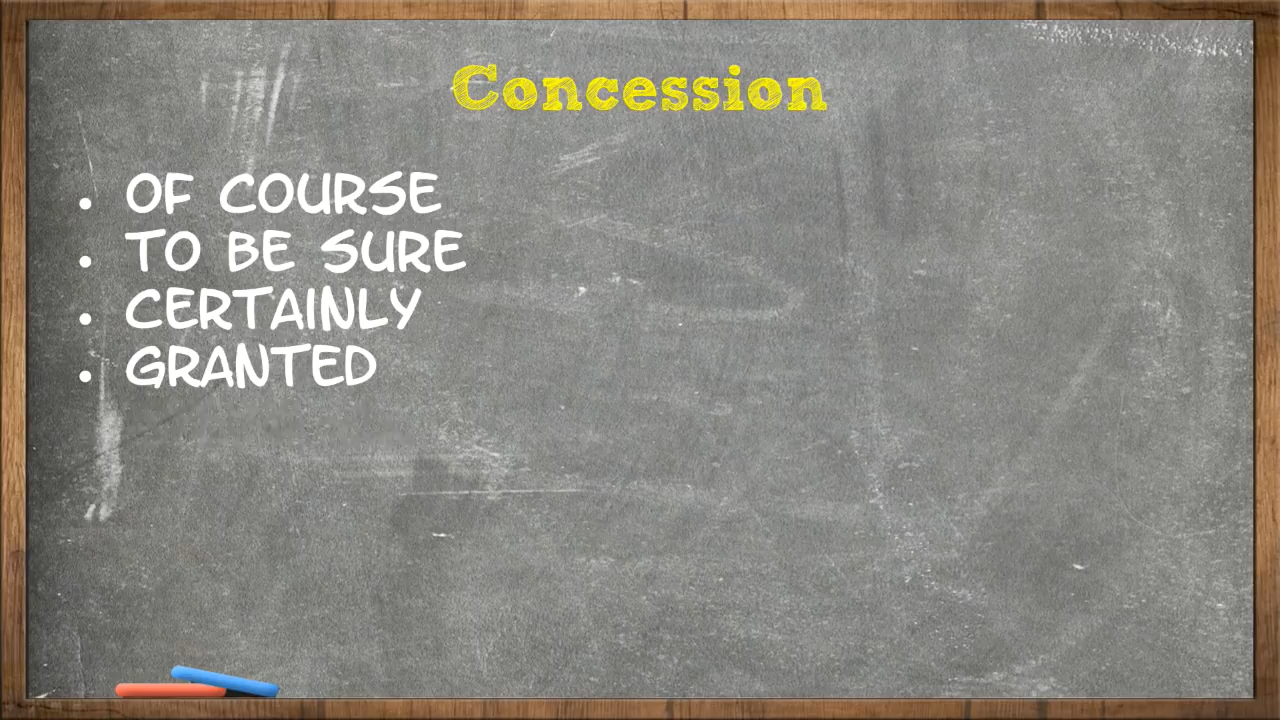 Concession
• OF COURSE
• TO BE SURE
• CERTAINLY
• GRANTED